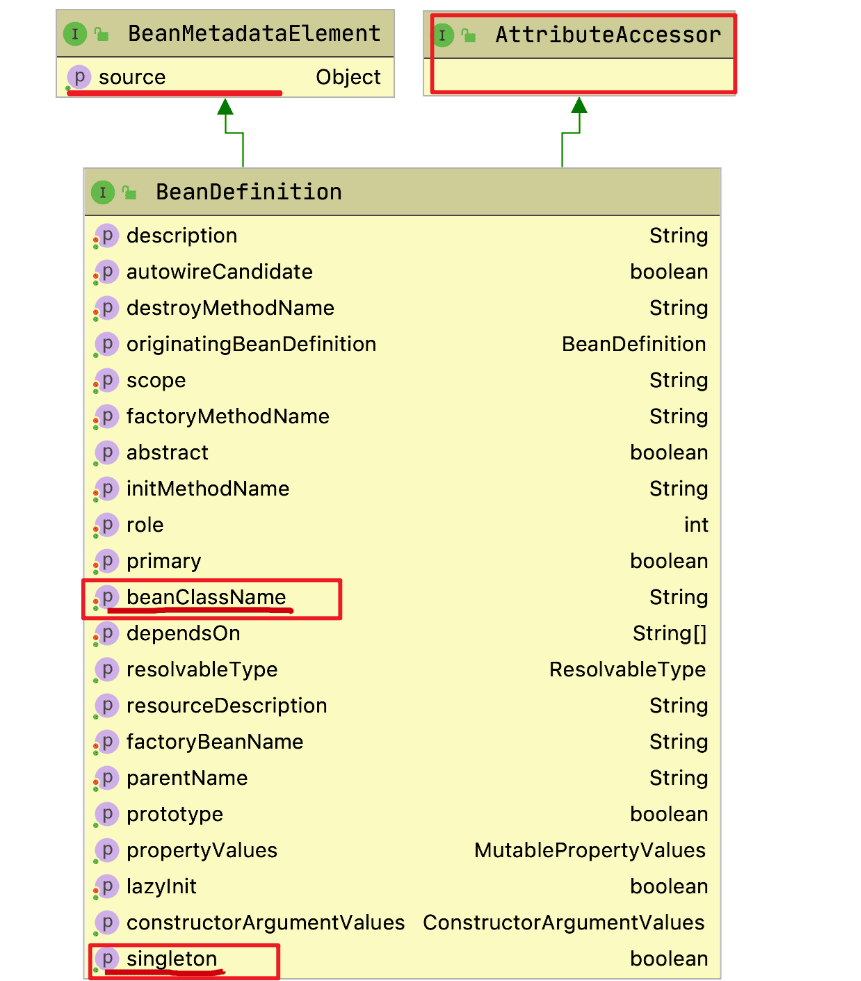 BeanMetadataElement
source Object
AttributeAccessor
BeanDefinition
description String
autowireCandidate boolean
destroyMethodName String
originatingBeanDefinition BeanDefinition
scope String
factoryMethodName String
abstract boolean
initMethodName String
role int
primary boolean
beanClassName String
dependsOn String[]
resolvableType ResolvableType
resourceDescription String
factoryBeanName String
parentName String
prototype boolean
propertyValues MutablePropertyValues
lazyInit boolean
constructorArgumentValues ConstructorArgumentValues
singleton boolean